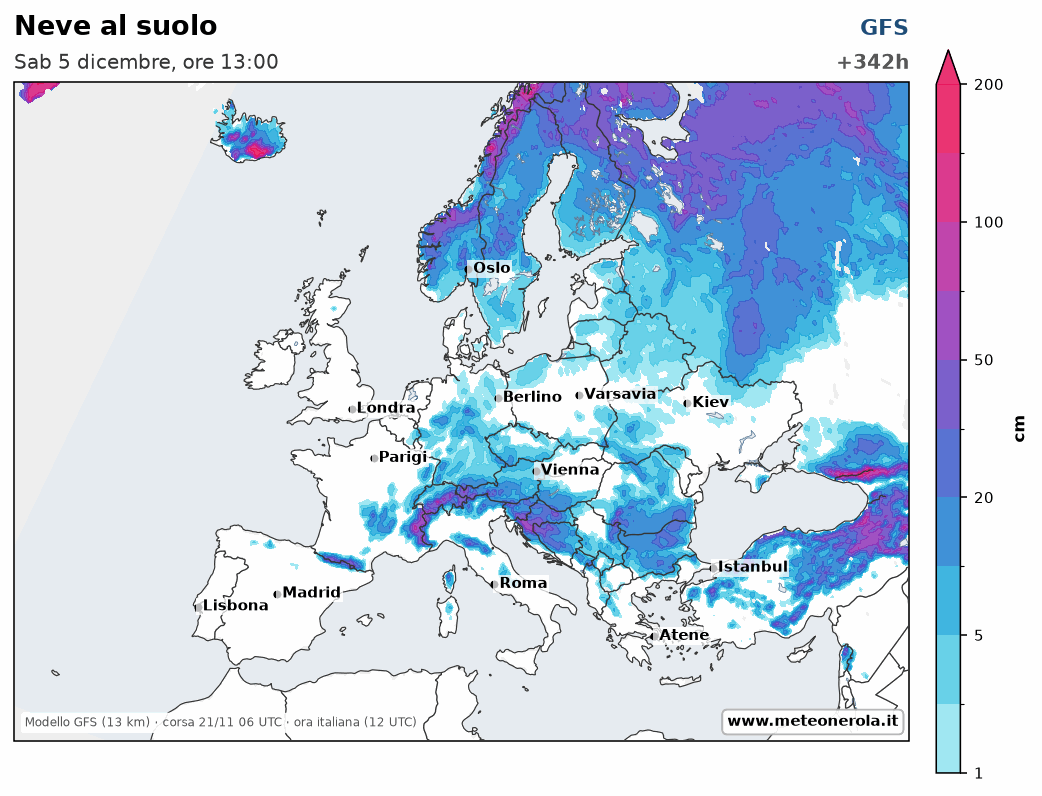 Neve al suolo
GFS
Sab 5 dicembre, ore 13:00
+342h
200
100
50
20
5
1
cm
Oslo
Londra
Berlino
Varsavia
Kiev
Parigi
Vienna
Istanbul
Roma
Madrid
Lisbona
Atene
Modello GFS (13 km) · corsa 21/11 06 UTC · ora italiana (12 UTC)
www.meteonerola.it